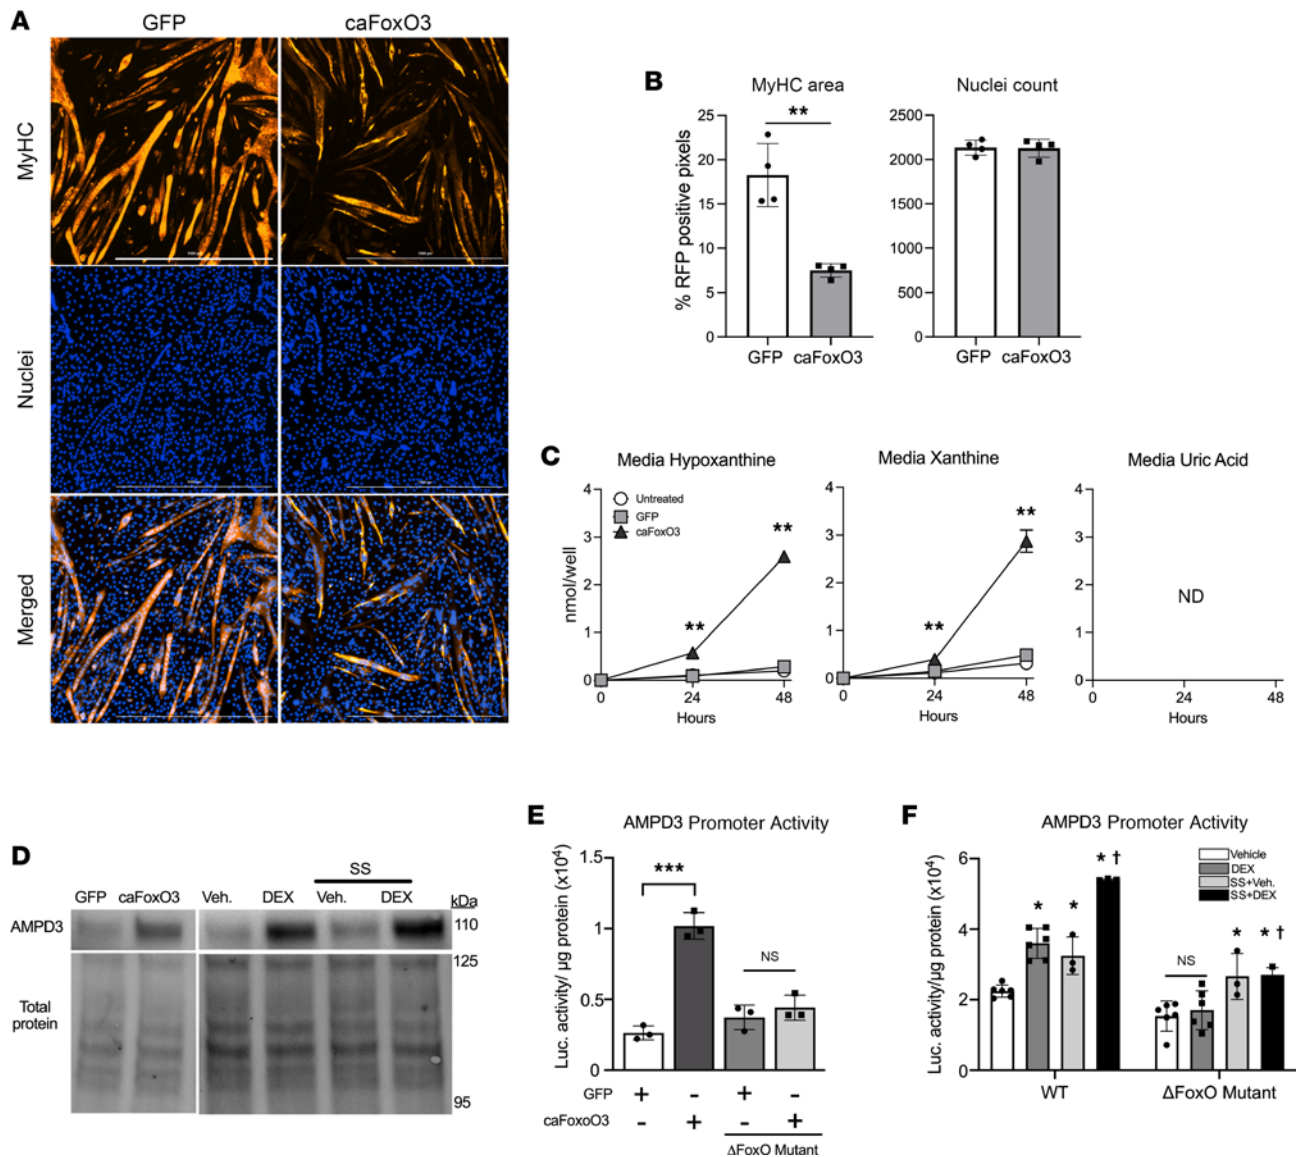 A
GFP
caFoxO3
MyHC
Nuclei
Merged
B
MyHC area
Nuclei count
% RFP positive pixels
25
20
15
10
5
0
**
GFP
caFoxO3
2500
2000
1500
1000
500
0
GFP
caFoxO3
C
Media Hypoxanthine
Media Xanthine
Media Uric Acid
nmol/well
4
3
2
1
0
Untreated
GFP
caFoxO3
**
**
0
24
48
Hours
4
3
2
1
0
**
**
0
24
48
Hours
4
3
2
1
0
ND
0
24
48
Hours
D
SS
GFP
caFoxO3
Veh.
DEX
Veh.
DEX
kDa
AMPD3
110
125
Total
protein
95
E
AMPD3 Promoter Activity
Luc. activity/ µg protein (x10⁴)
1.5
1
0.5
0
***
NS
GFP
+
-
+
-
caFoxoO3
-
+
-
+
ΔFoxO Mutant
F
AMPD3 Promoter Activity
Luc. activity/µg protein (x10⁴)
6
4
2
0
Vehicle
DEX
SS+Veh.
SS+DEX
*
*
* †
NS
*
* †
WT
ΔFoxO Mutant